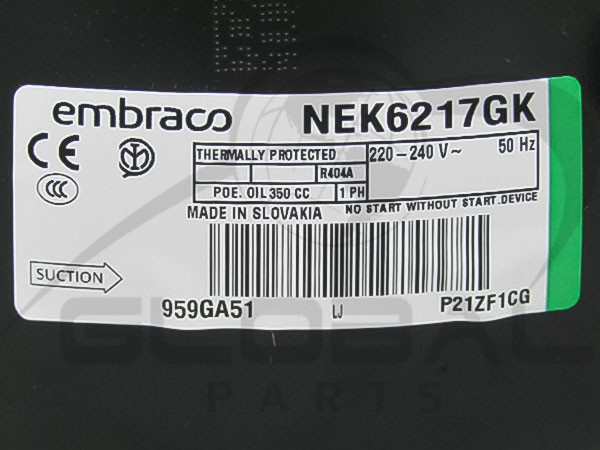 embraco NEK6217GK
CE
THERMALLY PROTECTED 220-240 V~ 50 Hz
R404A
POE. OIL 350 CC 1 PH
CCC
MADE IN SLOVAKIA NO START WITHOUT START.DEVICE
SUCTION
959GA51 LJ P21ZF1CG
GLOBAL
PARTS